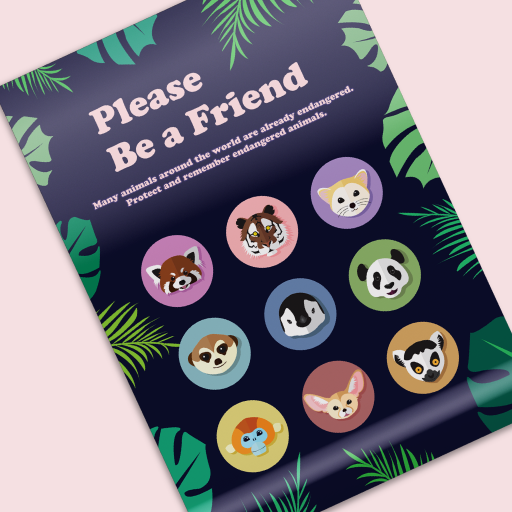 Please
Be a Friend
Many animals around the world are already endangered.
Protect and remember endangered animals.